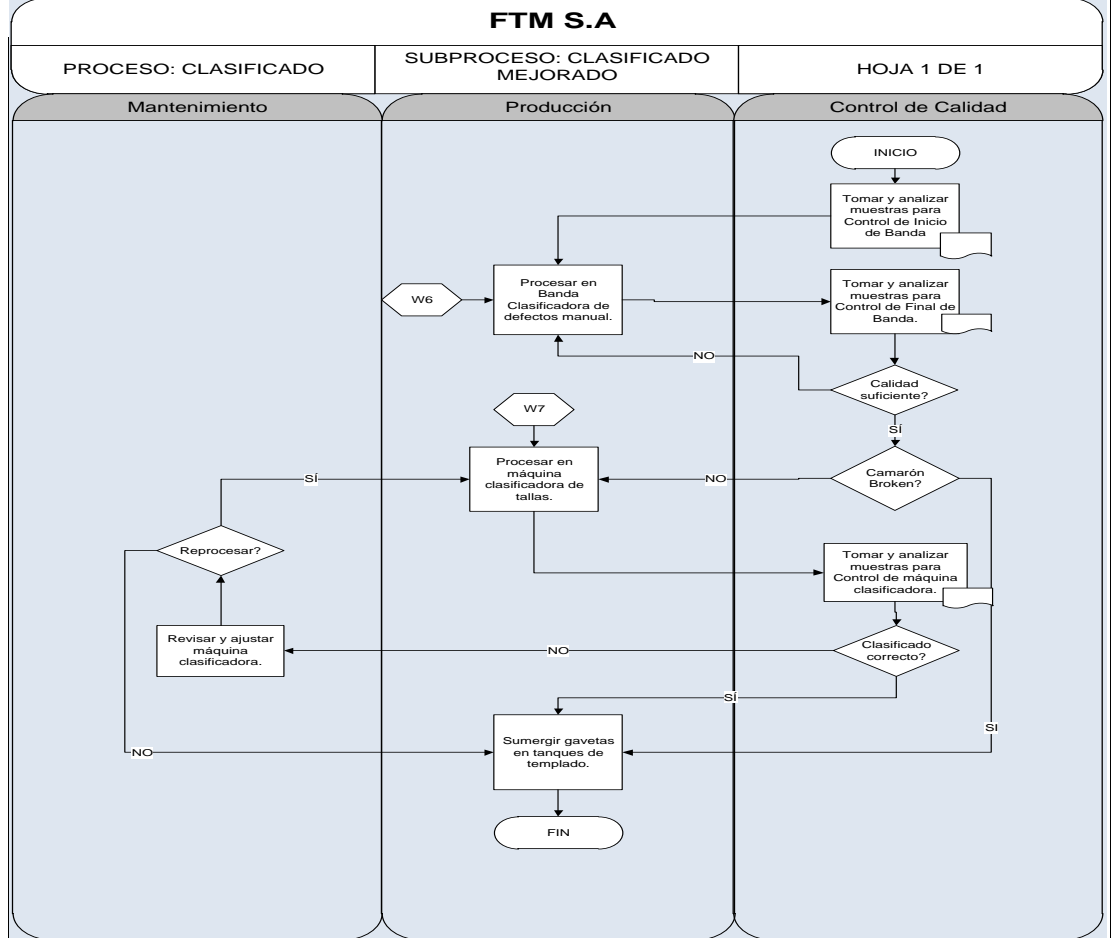 FTM S.A
PROCESO: CLASIFICADO
SUBPROCESO: CLASIFICADO
MEJORADO
HOJA 1 DE 1
Mantenimiento
Producción
Control de Calidad
INICIO
Tomar y analizar
muestras para
Control de Inicio
de Banda
W6
Procesar en
Banda
Clasificadora de
defectos manual.
Tomar y analizar
muestras para
Control de Final de
Banda.
NO
Calidad
suficiente?
SÍ
W7
Procesar en
máquina
clasificadora de
tallas.
SÍ
NO
Camarón
Broken?
Reprocesar?
Tomar y analizar
muestras para
Control de máquina
clasificadora.
Revisar y ajustar
máquina
clasificadora.
NO
Clasificado
correcto?
SÍ
SI
NO
Sumergir gavetas
en tanques de
templado.
FIN